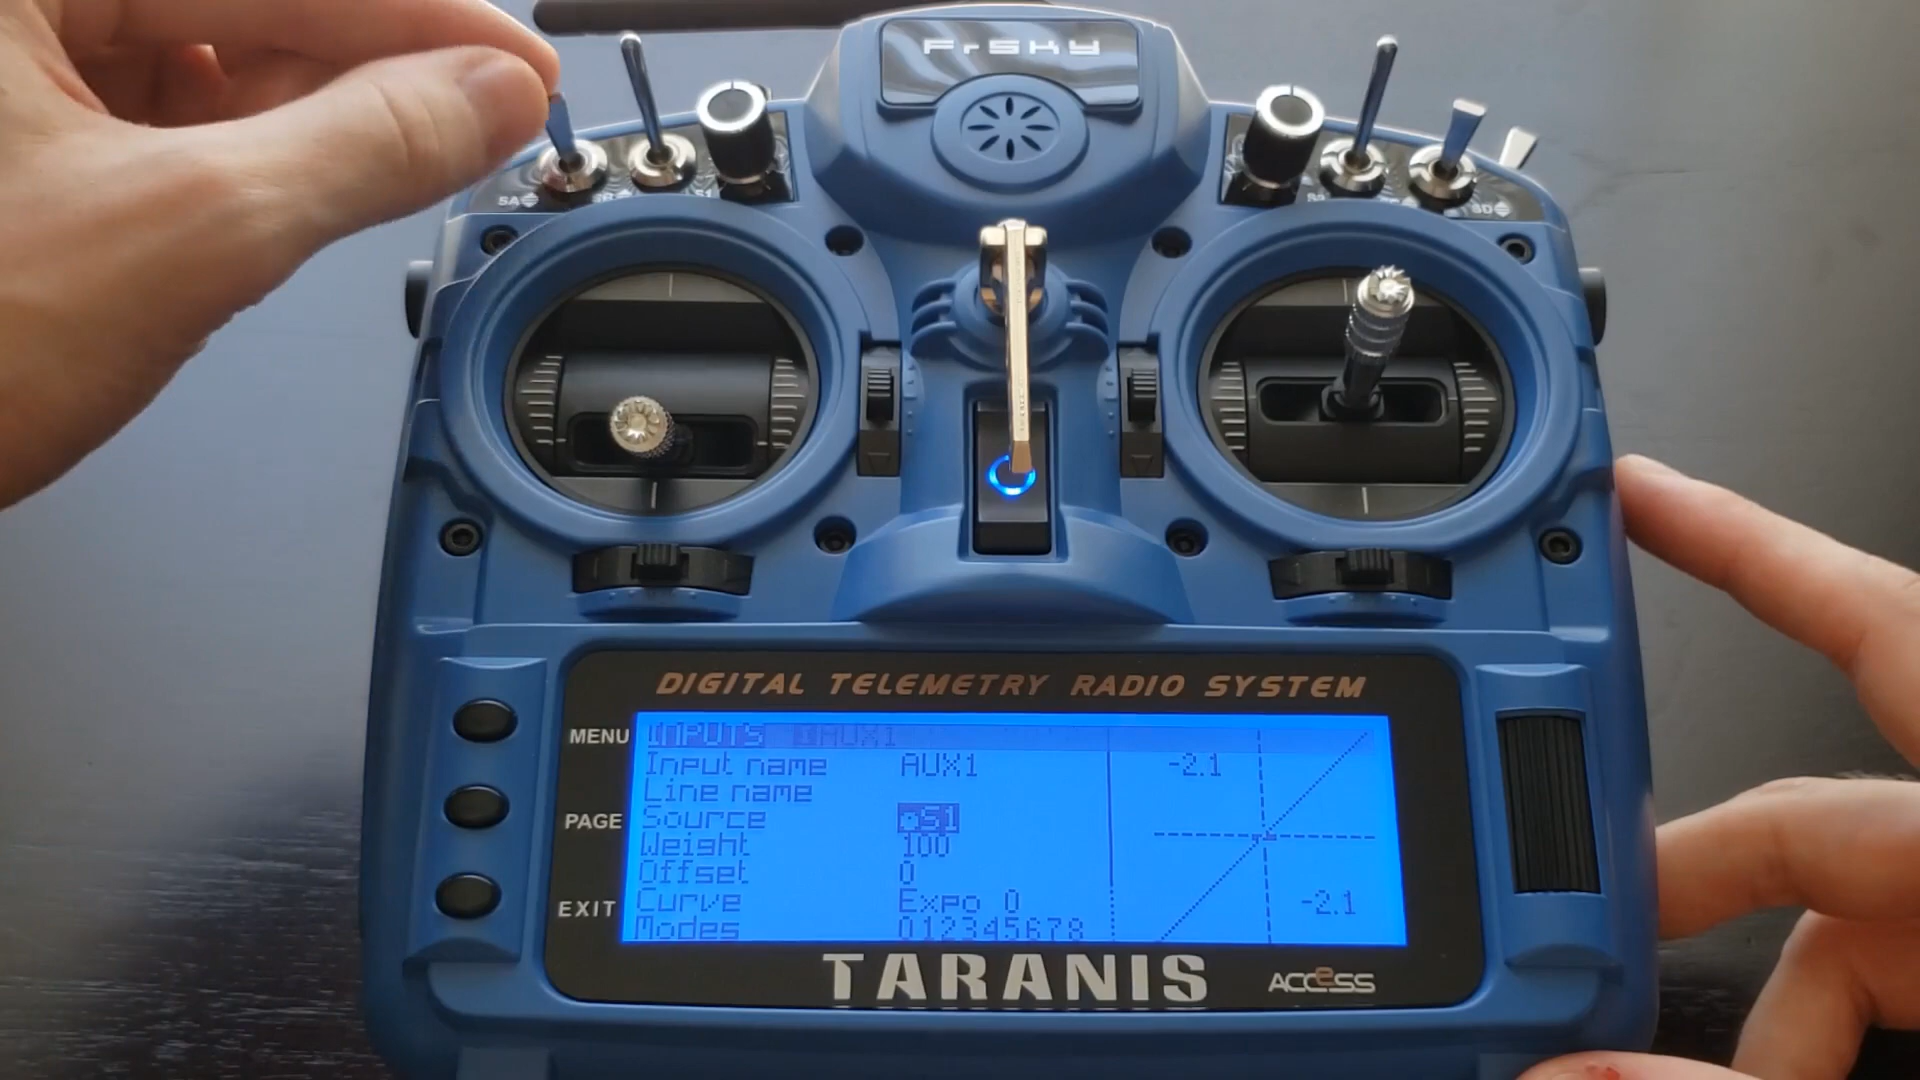 FrSKY
SA
S1
SD
DIGITAL TELEMETRY RADIO SYSTEM
MENU
PAGE
EXIT
INPUTS AUX1
Input name AUX1 -2.1
Line name
Source S1
Weight 100
Offset 0
Curve Expo 0 -2.1
Modes 012345678
TARANIS
ACCESS